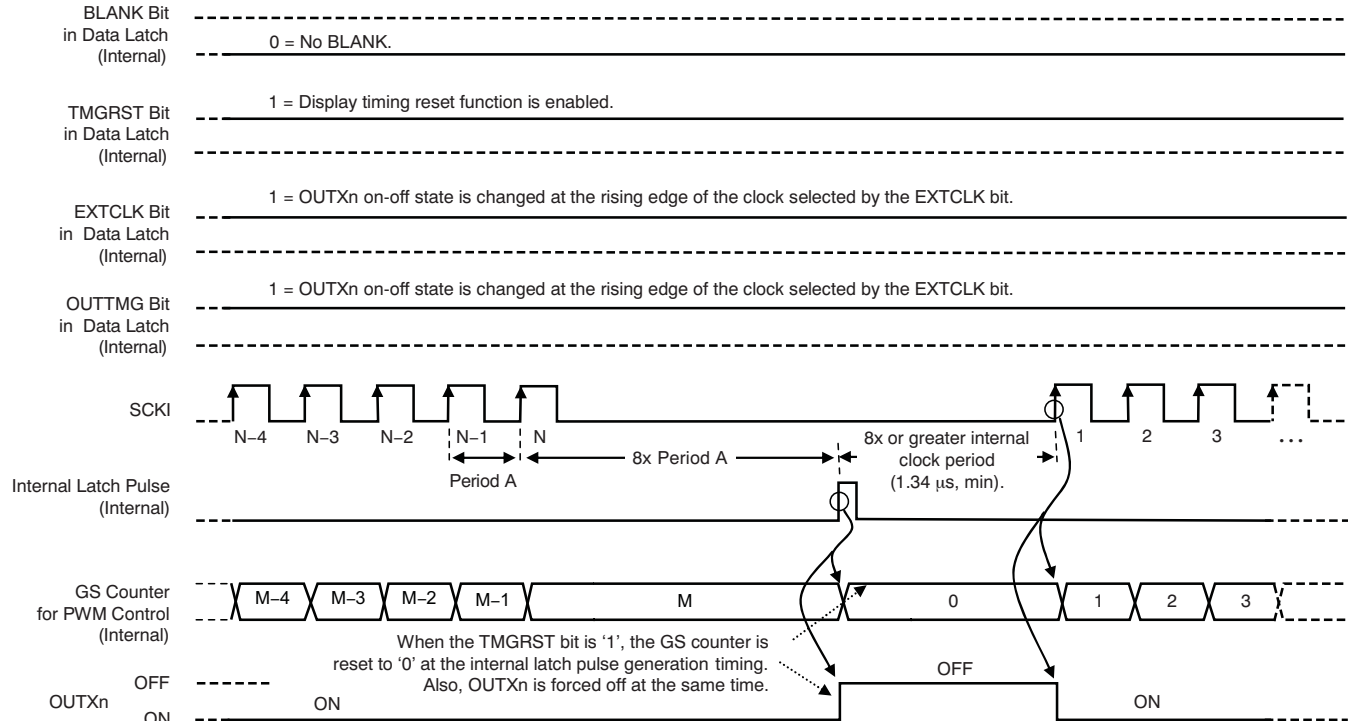 BLANK Bit
in Data Latch
(Internal)
0 = No BLANK.
TMGRST Bit
in Data Latch
(Internal)
1 = Display timing reset function is enabled.
EXTCLK Bit
in Data Latch
(Internal)
1 = OUTXn on-off state is changed at the rising edge of the clock selected by the EXTCLK bit.
OUTTMG Bit
in Data Latch
(Internal)
1 = OUTXn on-off state is changed at the rising edge of the clock selected by the EXTCLK bit.
SCKI
N−4 N−3 N−2 N−1 N 1 2 3 ...
Period A
8x Period A
8x or greater internal
clock period
(1.34 μs, min).
Internal Latch Pulse
(Internal)
GS Counter
for PWM Control
(Internal)
M−4 M−3 M−2 M−1 M 0 1 2 3
When the TMGRST bit is ‘1’, the GS counter is
reset to ‘0’ at the internal latch pulse generation timing.
Also, OUTXn is forced off at the same time.
OUTXn
OFF
ON
ON
OFF
ON